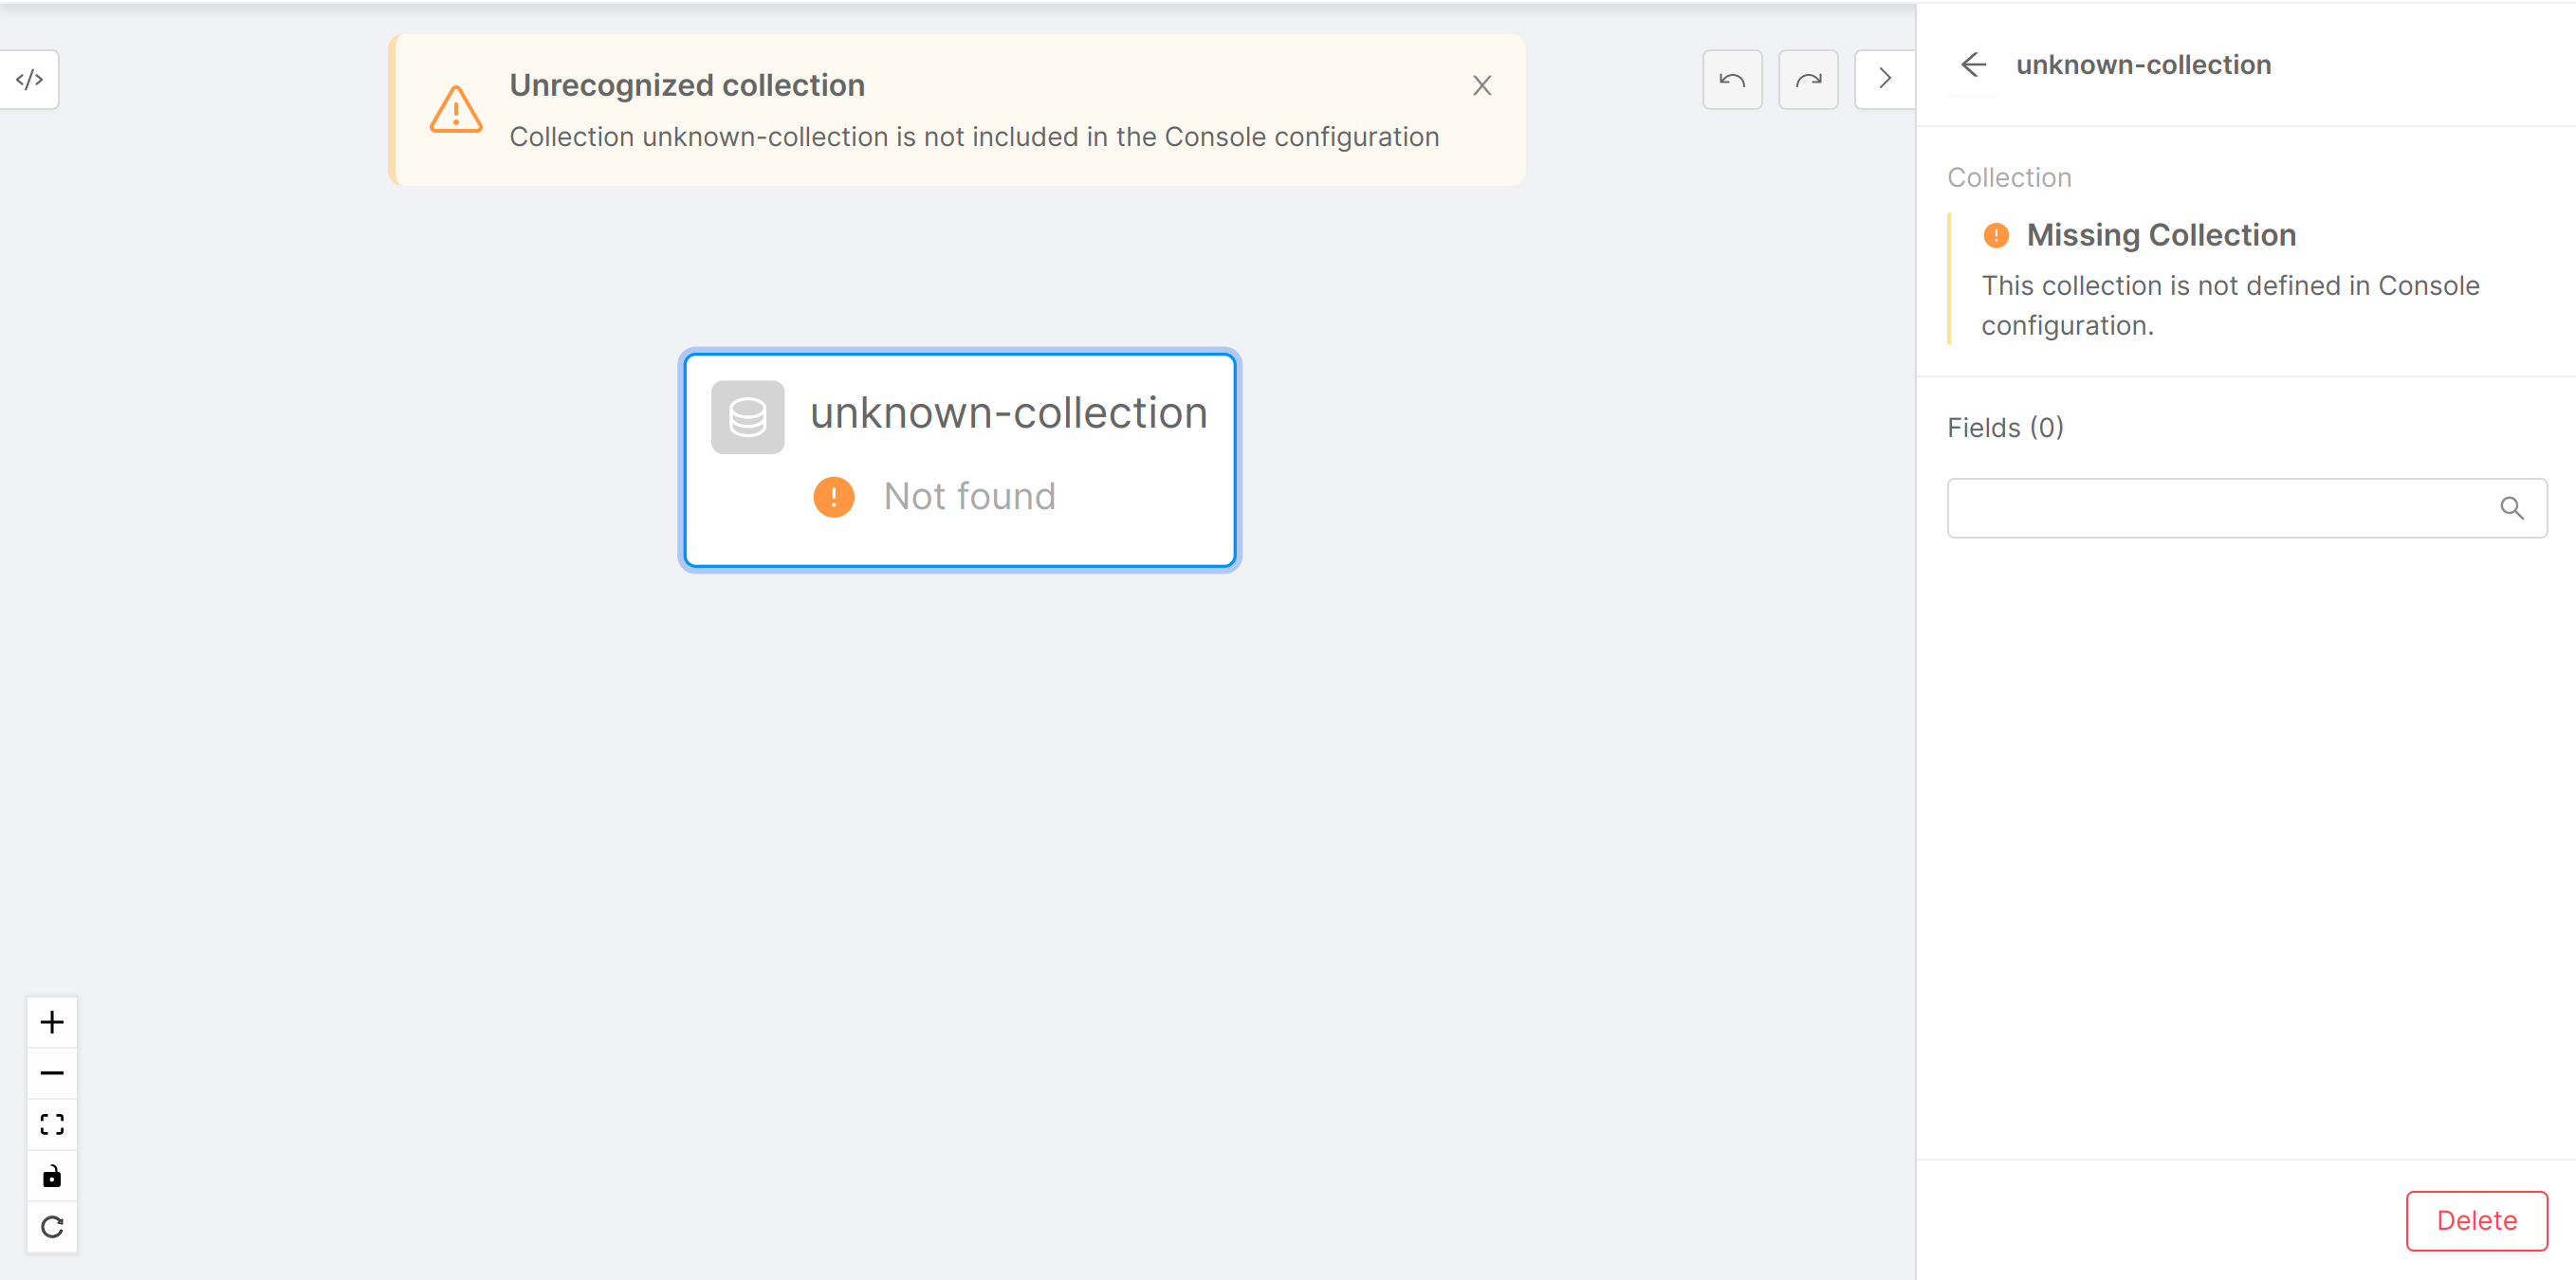 </>
Unrecognized collection
Collection unknown-collection is not included in the Console configuration
unknown-collection
Not found
unknown-collection
Collection
Missing Collection
This collection is not defined in Console
configuration.
Fields (0)
Delete